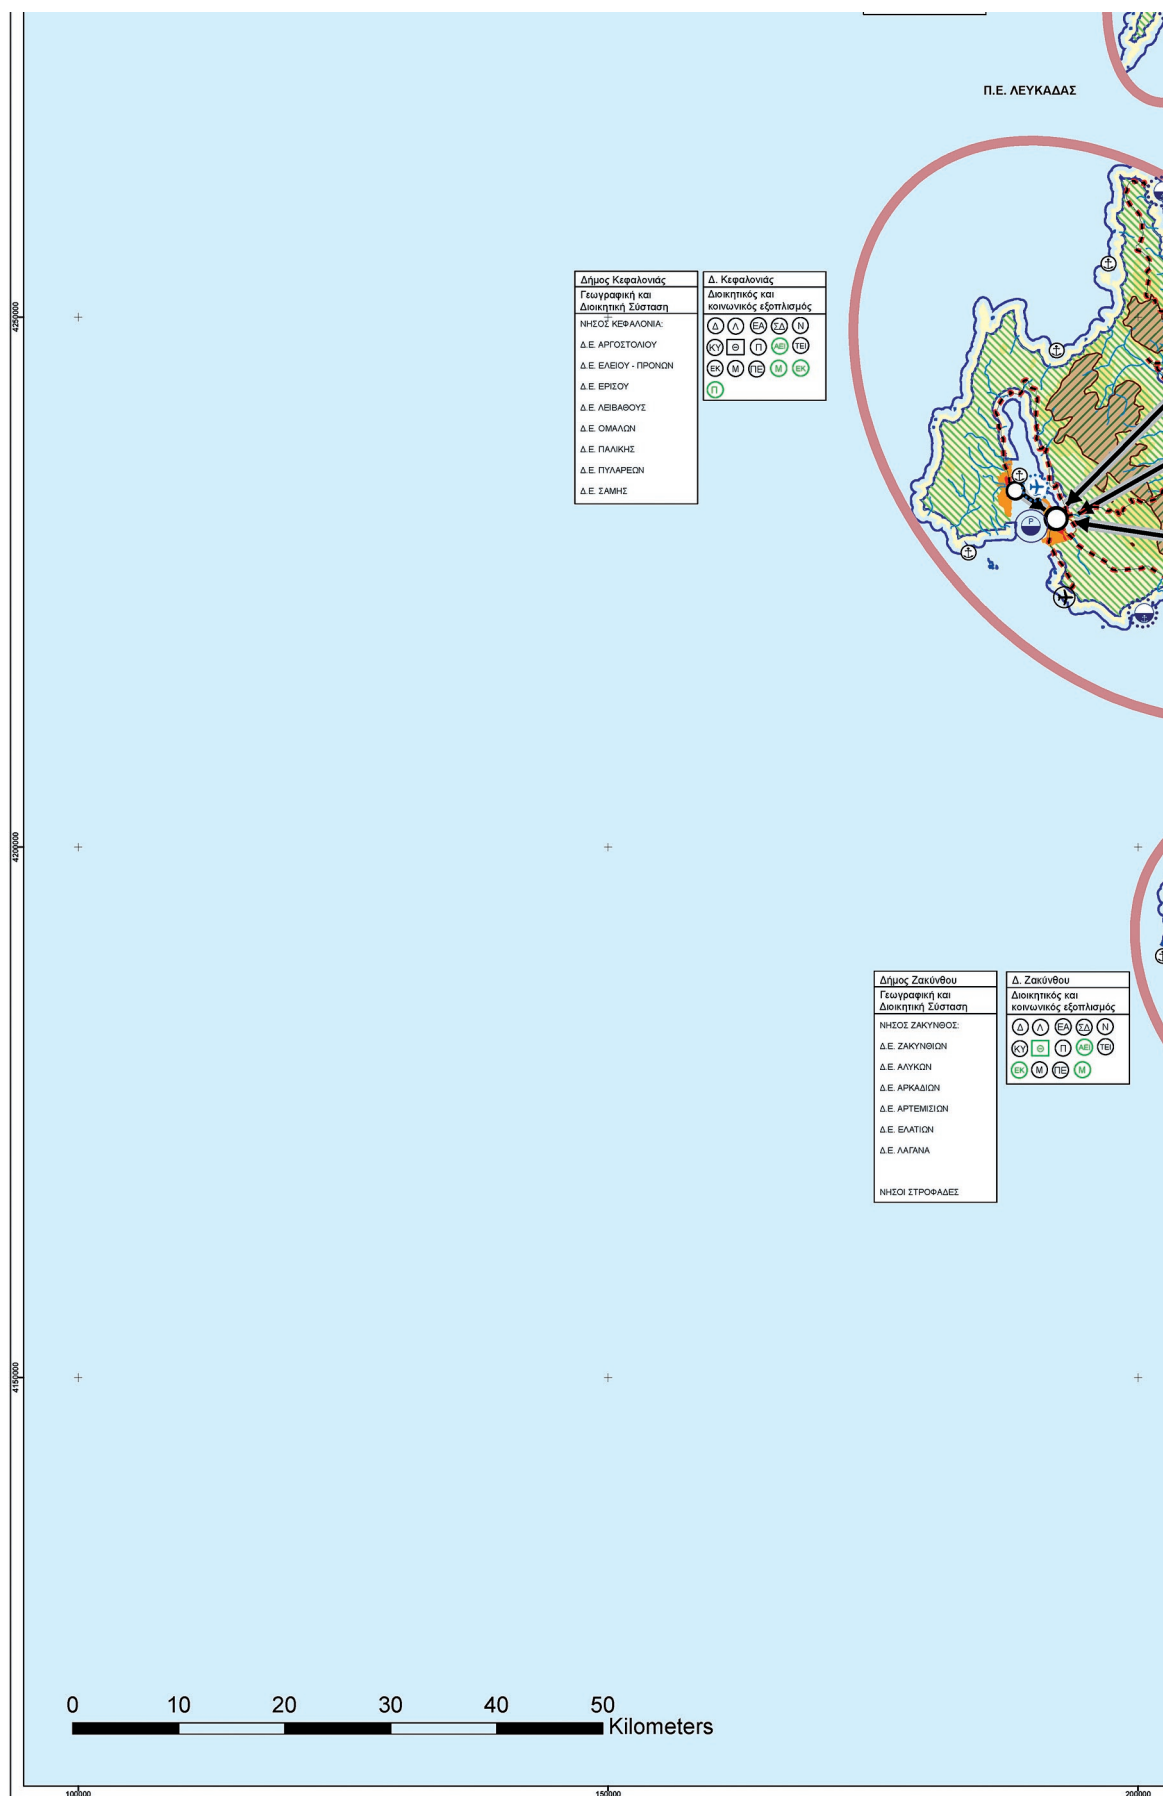 Π.Ε. ΛΕΥΚΑΔΑΣ
Δήμος Κεφαλονιάς
Γεωγραφική και
Διοικητική Σύσταση
ΝΗΣΟΣ ΚΕΦΑΛΟΝΙΑ:
Δ.Ε. ΑΡΓΟΣΤΟΛΙΟΥ
Δ.Ε. ΕΛΕΙΟΥ - ΠΡΟΝΩΝ
Δ.Ε. ΕΡΙΣΟΥ
Δ.Ε. ΛΕΙΒΑΘΟΥΣ
Δ.Ε. ΟΜΑΛΩΝ
Δ.Ε. ΠΑΛΙΚΗΣ
Δ.Ε. ΠΥΛΑΡΕΩΝ
Δ.Ε. ΣΑΜΗΣ
Δ. Κεφαλονιάς
Διοικητικός και
κοινωνικός εξοπλισμός
Δ Λ ΕΑ ΣΔ Ν
ΚΥ Θ Π ΑΕΙ ΤΕΙ
ΕΚ Μ ΠΕ Μ ΕΚ
Π
P
4250000
4200000
Δήμος Ζακύνθου
Γεωγραφική και
Διοικητική Σύσταση
ΝΗΣΟΣ ΖΑΚΥΝΘΟΣ:
Δ.Ε. ΖΑΚΥΝΘΙΩΝ
Δ.Ε. ΑΛΥΚΩΝ
Δ.Ε. ΑΡΚΑΔΙΩΝ
Δ.Ε. ΑΡΤΕΜΙΣΙΩΝ
Δ.Ε. ΕΛΑΤΙΩΝ
Δ.Ε. ΛΑΓΑΝΑ
ΝΗΣΟΙ ΣΤΡΟΦΑΔΕΣ
Δ. Ζακύνθου
Διοικητικός και
κοινωνικός εξοπλισμός
Δ Λ ΕΑ ΣΔ Ν
ΚΥ Θ Π ΑΕΙ ΤΕΙ
ΕΚ Μ ΠΕ Μ
4150000
0 10 20 30 40 50
Kilometers
100000 150000 200000